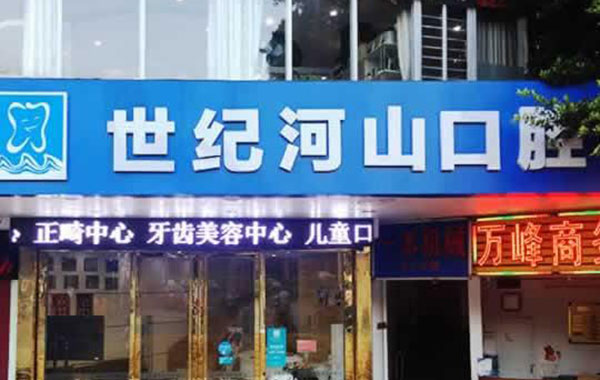 世纪河山口腔
正畸中心 牙齿美容中心 儿童口
万峰商务